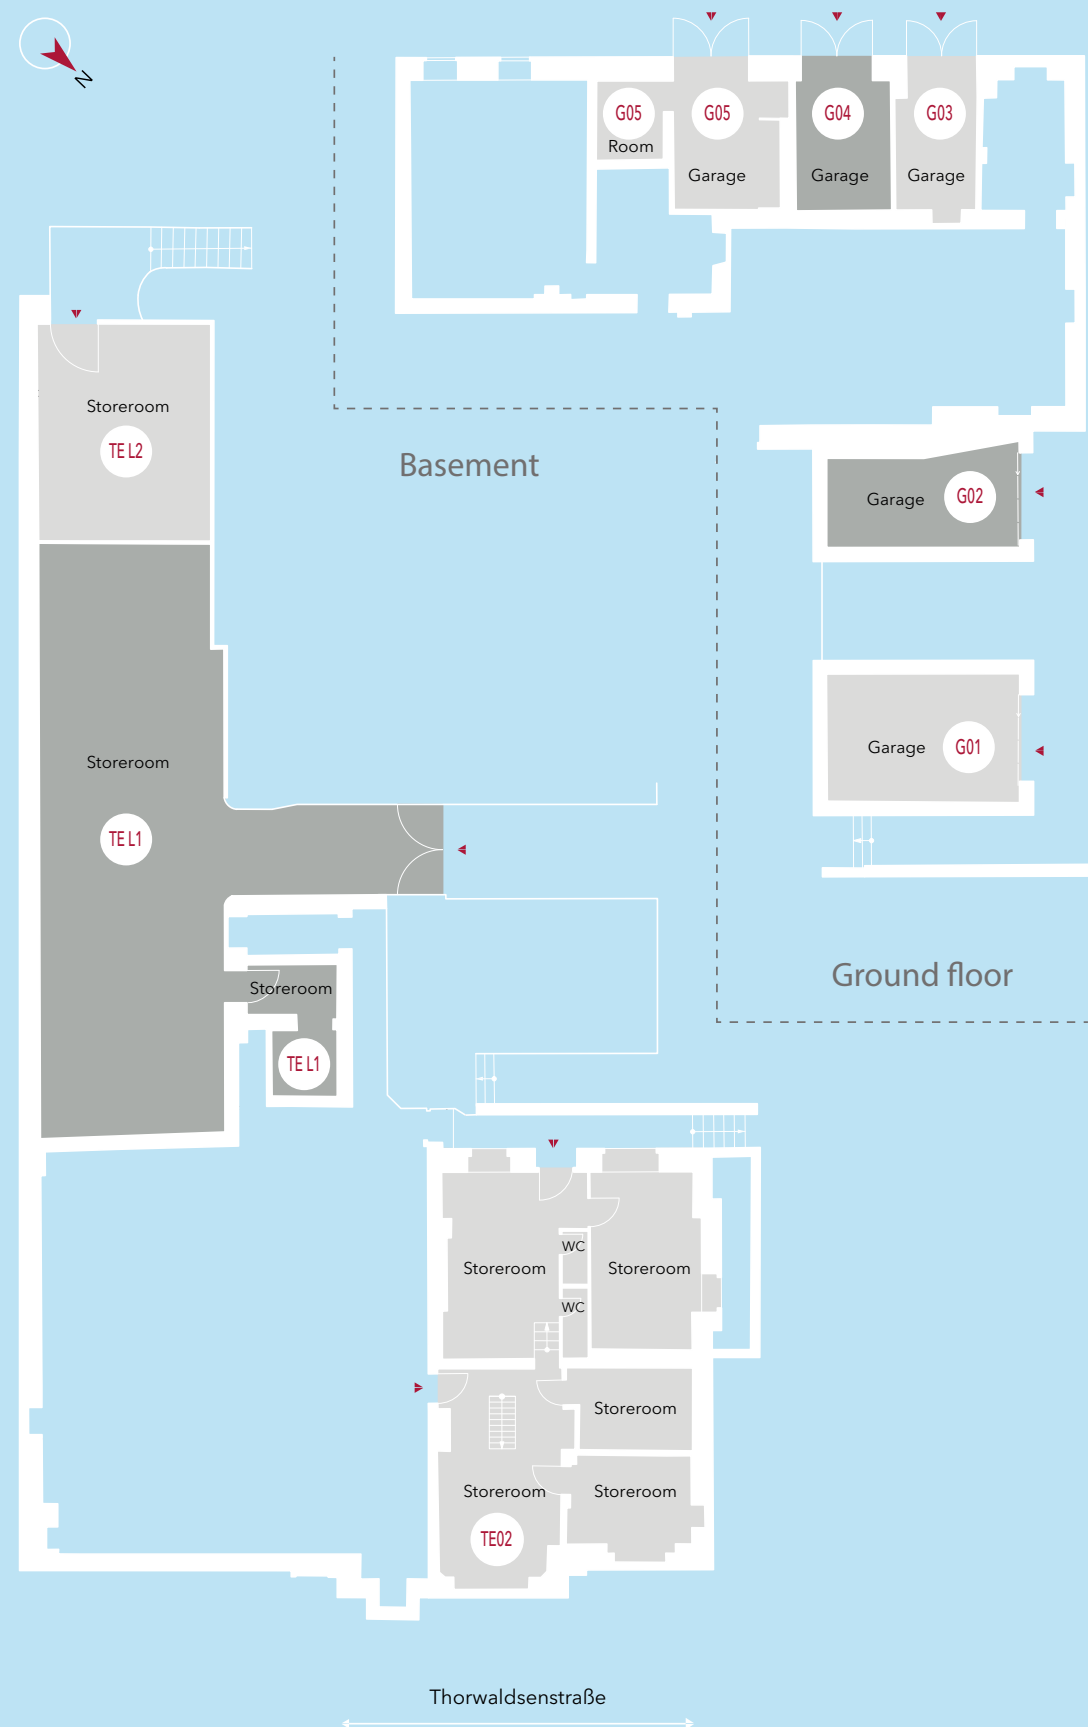 N
G05
Room
G05
Garage
G04
Garage
G03
Garage
Storeroom
TE L2
Basement
Garage
G02
Garage
G01
Storeroom
TE L1
Storeroom
TE L1
Ground floor
Storeroom
WC
WC
Storeroom
Storeroom
Storeroom
TE02
Storeroom
Thorwaldsenstraße